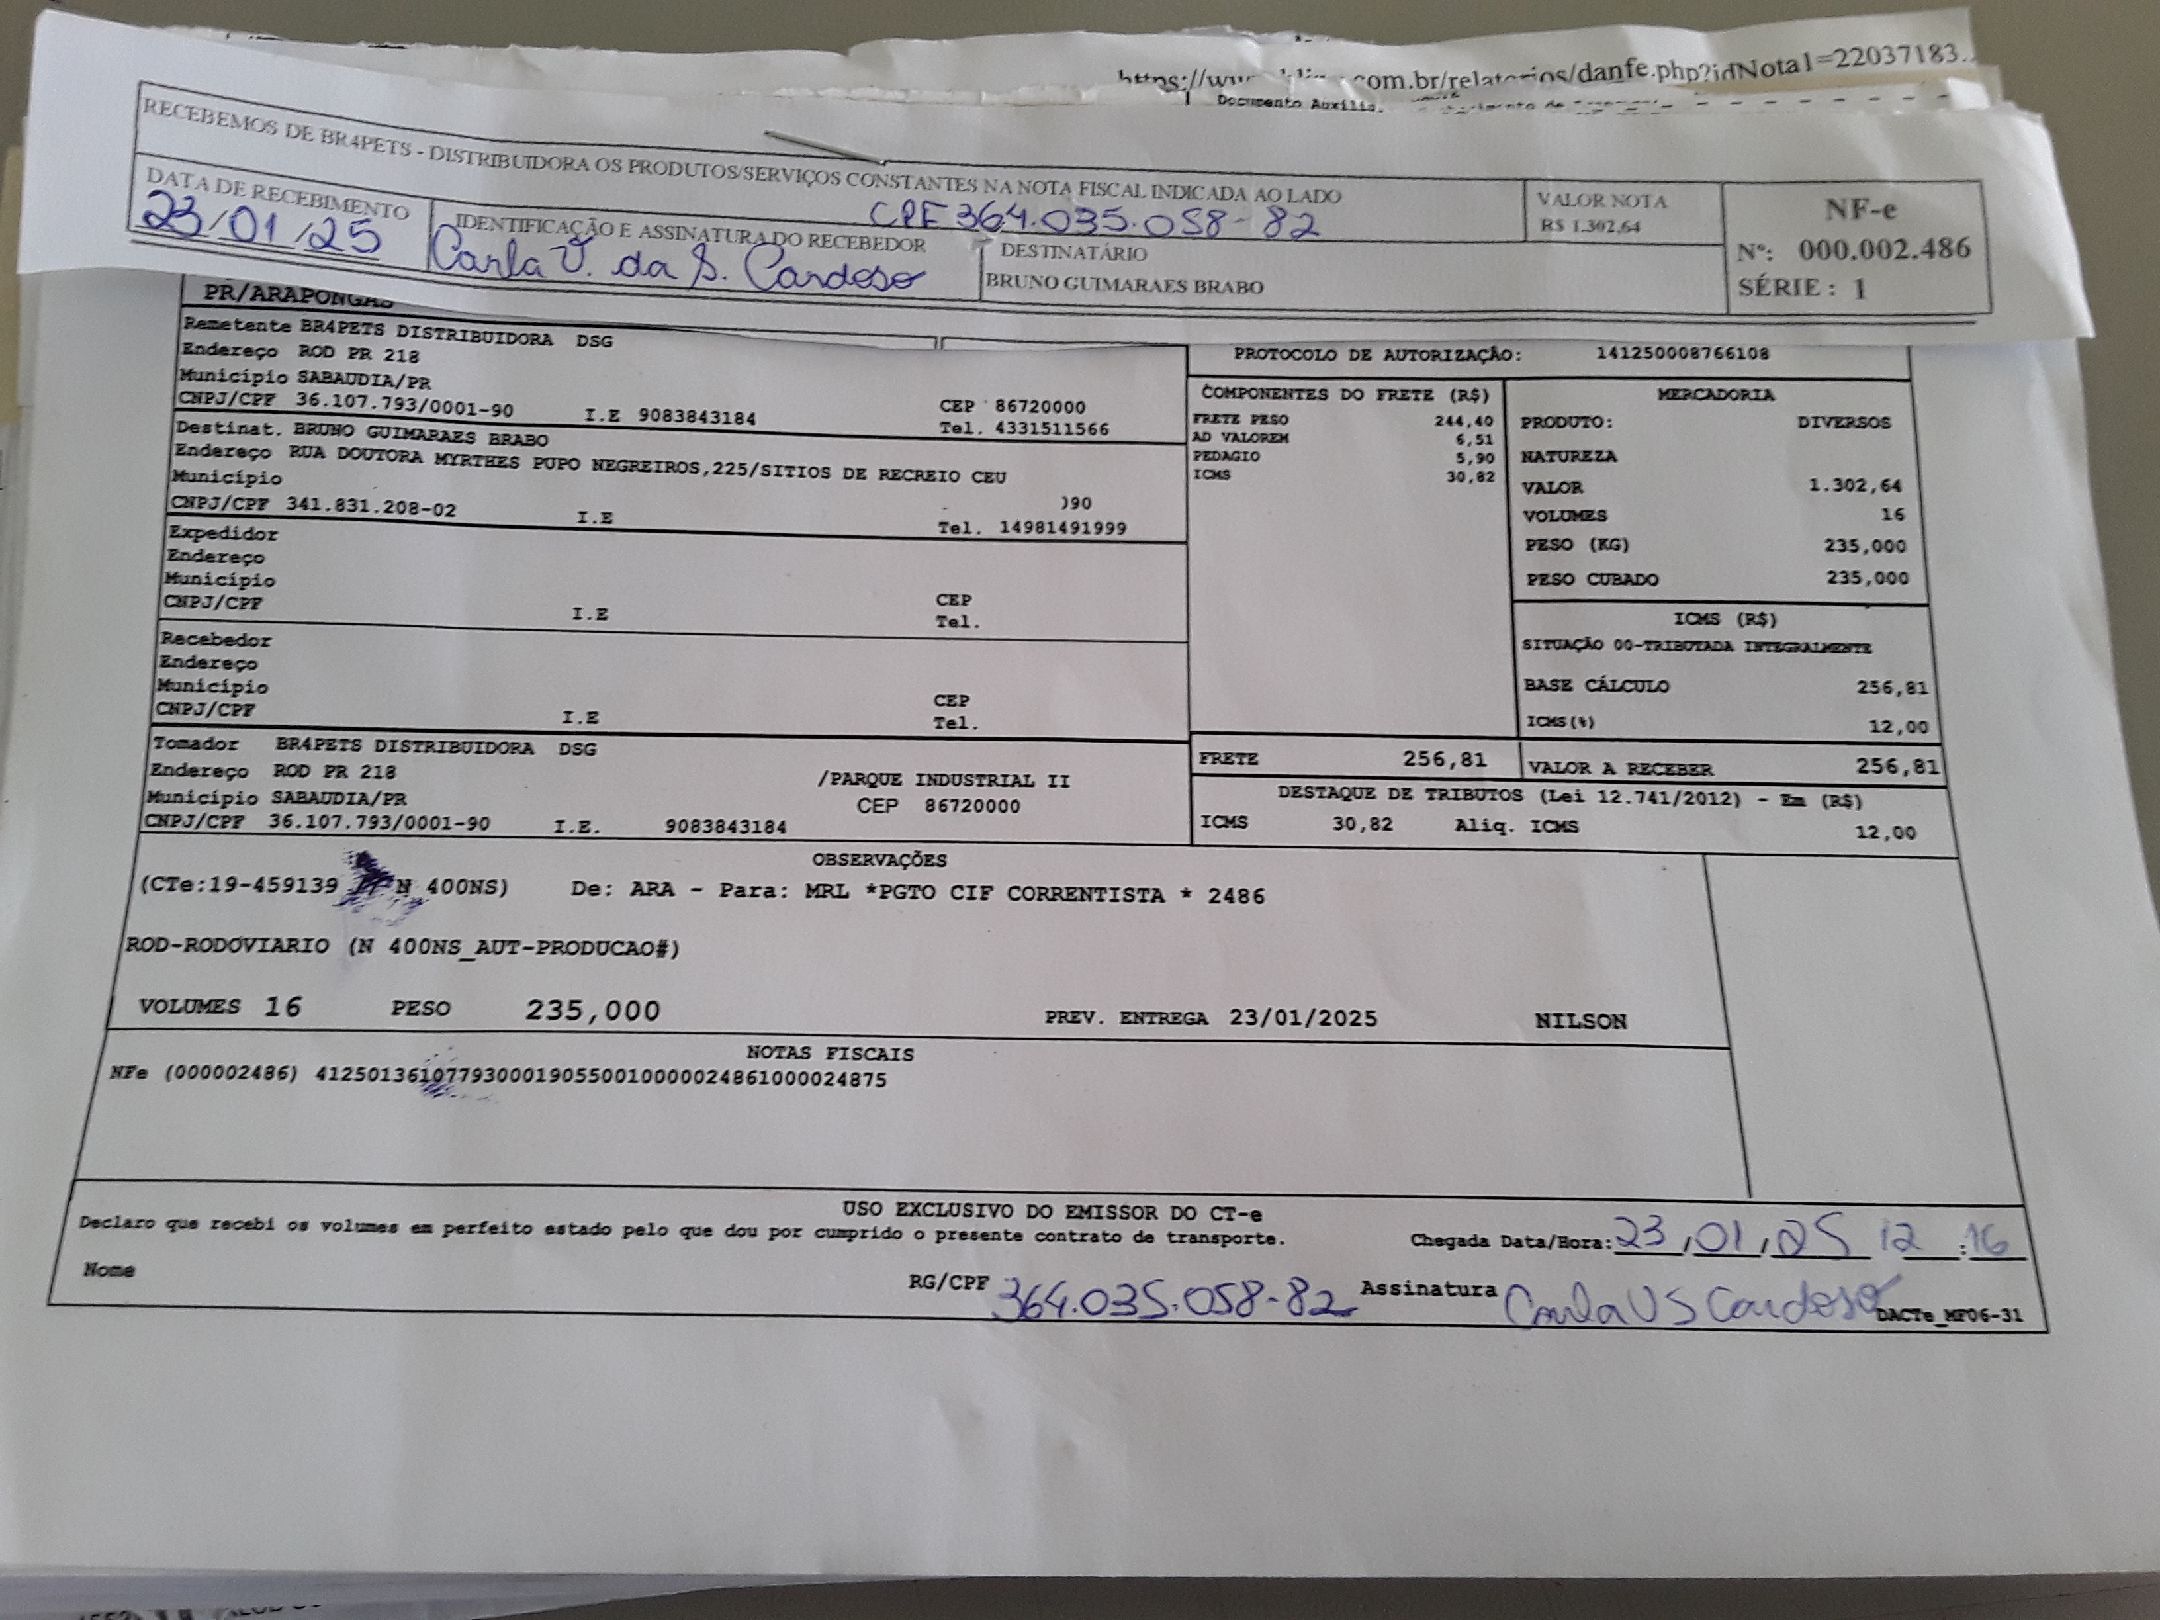 .com.br/relatorios/danfe.php?idNota1=22037183..
Documento Auxilia.
RECEBEMOS DE BR4PETS - DISTRIBUIDORA OS PRODUTOS/SERVIÇOS CONSTANTES NA NOTA FISCAL INDICADA AO LADO
CPF 364.035.058-82
VALOR NOTA
R$ 1.302,64
NF-e
Nº: 000.002.486
SÉRIE : 1
DATA DE RECEBIMENTO
23/01/25
IDENTIFICAÇÃO E ASSINATURA DO RECEBEDOR
Carla V. da S. Cardoso
DESTINATÁRIO
BRUNO GUIMARAES BRABO
PR/ARAPONGAS
Remetente BR4PETS DISTRIBUIDORA DSG
Endereço ROD PR 218
Município SABAUDIA/PR
CNPJ/CPF 36.107.793/0001-90 I.E 9083843184
CEP 86720000
Tel. 4331511566
Destinat. BRUNO GUIMARAES BRABO
Endereço RUA DOUTORA MYRTHES PUPO NEGREIROS,225/SITIOS DE RECREIO CEU
Município
)90
CNPJ/CPF 341.831.208-02 I.E Tel. 14981491999
Expedidor
Endereço
Município
CEP
CNPJ/CPF I.E Tel.
Recebedor
Endereço
Município
CEP
CNPJ/CPF I.E Tel.
Tomador BR4PETS DISTRIBUIDORA DSG
Endereço ROD PR 218 /PARQUE INDUSTRIAL II
Município SABAUDIA/PR CEP 86720000
CNPJ/CPF 36.107.793/0001-90 I.E. 9083843184
PROTOCOLO DE AUTORIZAÇÃO: 141250008766108
COMPONENTES DO FRETE (R$)
FRETE PESO 244,40
AD VALOREM 6,51
PEDAGIO 5,90
ICMS 30,82
MERCADORIA
PRODUTO: DIVERSOS
NATUREZA
VALOR 1.302,64
VOLUMES 16
PESO (KG) 235,000
PESO CUBADO 235,000
ICMS (R$)
SITUAÇÃO 00-TRIBUTADA INTEGRALMENTE
BASE CÁLCULO 256,81
ICMS(%) 12,00
FRETE 256,81
VALOR A RECEBER 256,81
DESTAQUE DE TRIBUTOS (Lei 12.741/2012) - Em (R$)
ICMS 30,82 Aliq. ICMS 12,00
OBSERVAÇÕES
(CTe:19-459139 N 400NS) De: ARA - Para: MRL *PGTO CIF CORRENTISTA * 2486
ROD-RODOVIARIO (N 400NS_AUT-PRODUCAO#)
VOLUMES 16 PESO 235,000 PREV. ENTREGA 23/01/2025 NILSON
NOTAS FISCAIS
NFe (000002486) 41250136107793000190550010000024861000024875
USO EXCLUSIVO DO EMISSOR DO CT-e
Declaro que recebi os volumes em perfeito estado pelo que dou por cumprido o presente contrato de transporte.
Chegada Data/Hora: 23/01/25 12:16
Nome RG/CPF 364.035.058-82 Assinatura Carla V S Cardoso
DACTe_MF06-31